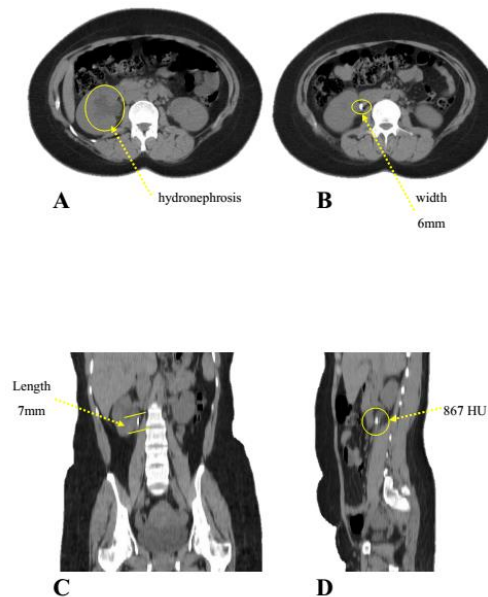 hydronephrosis
A
width
B
6mm
Length
7mm
867 HU
C
D